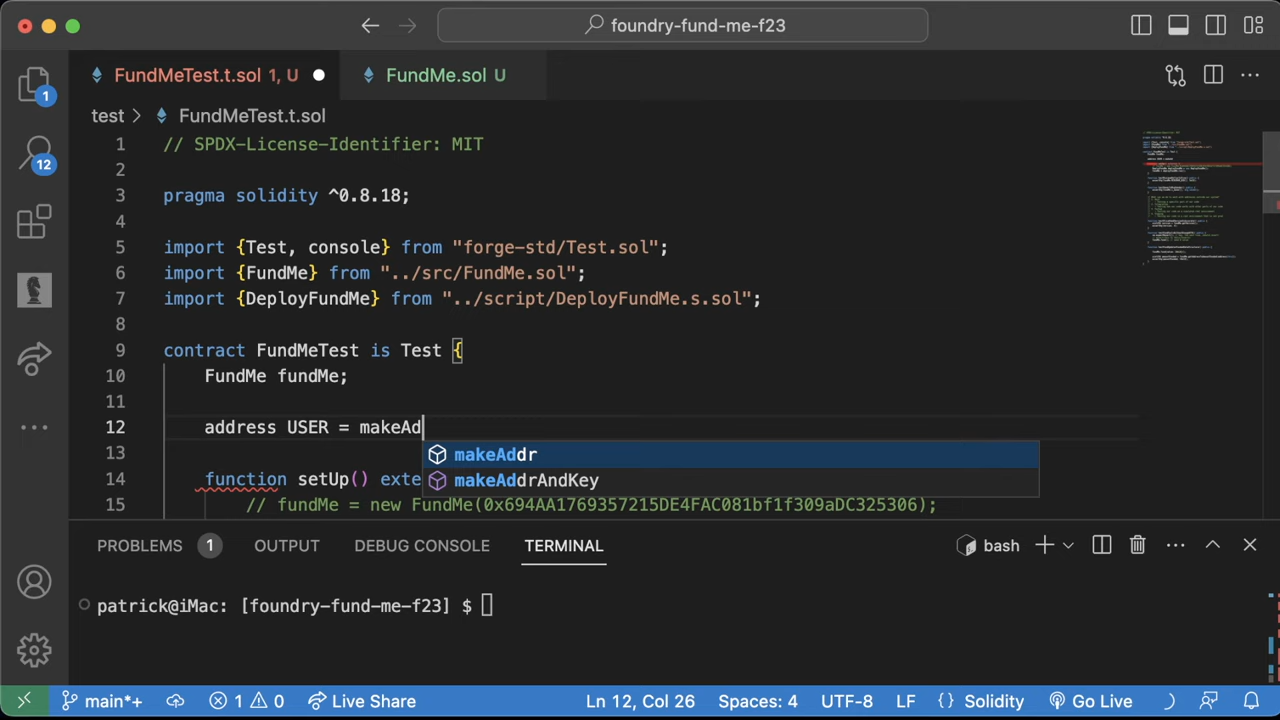 foundry-fund-me-f23
FundMeTest.t.sol 1, U
FundMe.sol U
test > FundMeTest.t.sol
1 // SPDX-License-Identifier: MIT
2
3 pragma solidity ^0.8.18;
4
5 import {Test, console} from "forge-std/Test.sol";
6 import {FundMe} from "../src/FundMe.sol";
7 import {DeployFundMe} from "../script/DeployFundMe.s.sol";
8
9 contract FundMeTest is Test {
10 FundMe fundMe;
11
12 address USER = makeAd
makeAddr
13
makeAddrAndKey
14 function setUp() exte
15 // fundMe = new FundMe(0x694AA1769357215DE4FAC081bf1f309aDC325306);
1
12
PROBLEMS 1 OUTPUT DEBUG CONSOLE TERMINAL bash
patrick@iMac: [foundry-fund-me-f23] $
main*+ 1 0 Live Share Ln 12, Col 26 Spaces: 4 UTF-8 LF {} Solidity Go Live